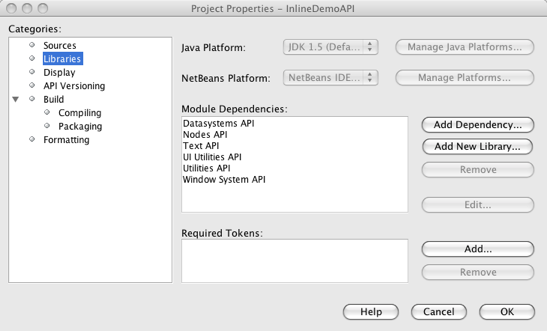 Project Properties - InlineDemoAPI
Categories:
Sources
Libraries
Display
API Versioning
Build
Compiling
Packaging
Formatting
Java Platform:
JDK 1.5 (Defa...
Manage Java Platforms...
NetBeans Platform:
NetBeans IDE...
Manage Platforms...
Module Dependencies:
Datasystems API
Nodes API
Text API
UI Utilities API
Utilities API
Window System API
Add Dependency...
Add New Library...
Remove
Edit...
Required Tokens:
Add...
Remove
Help
Cancel
OK